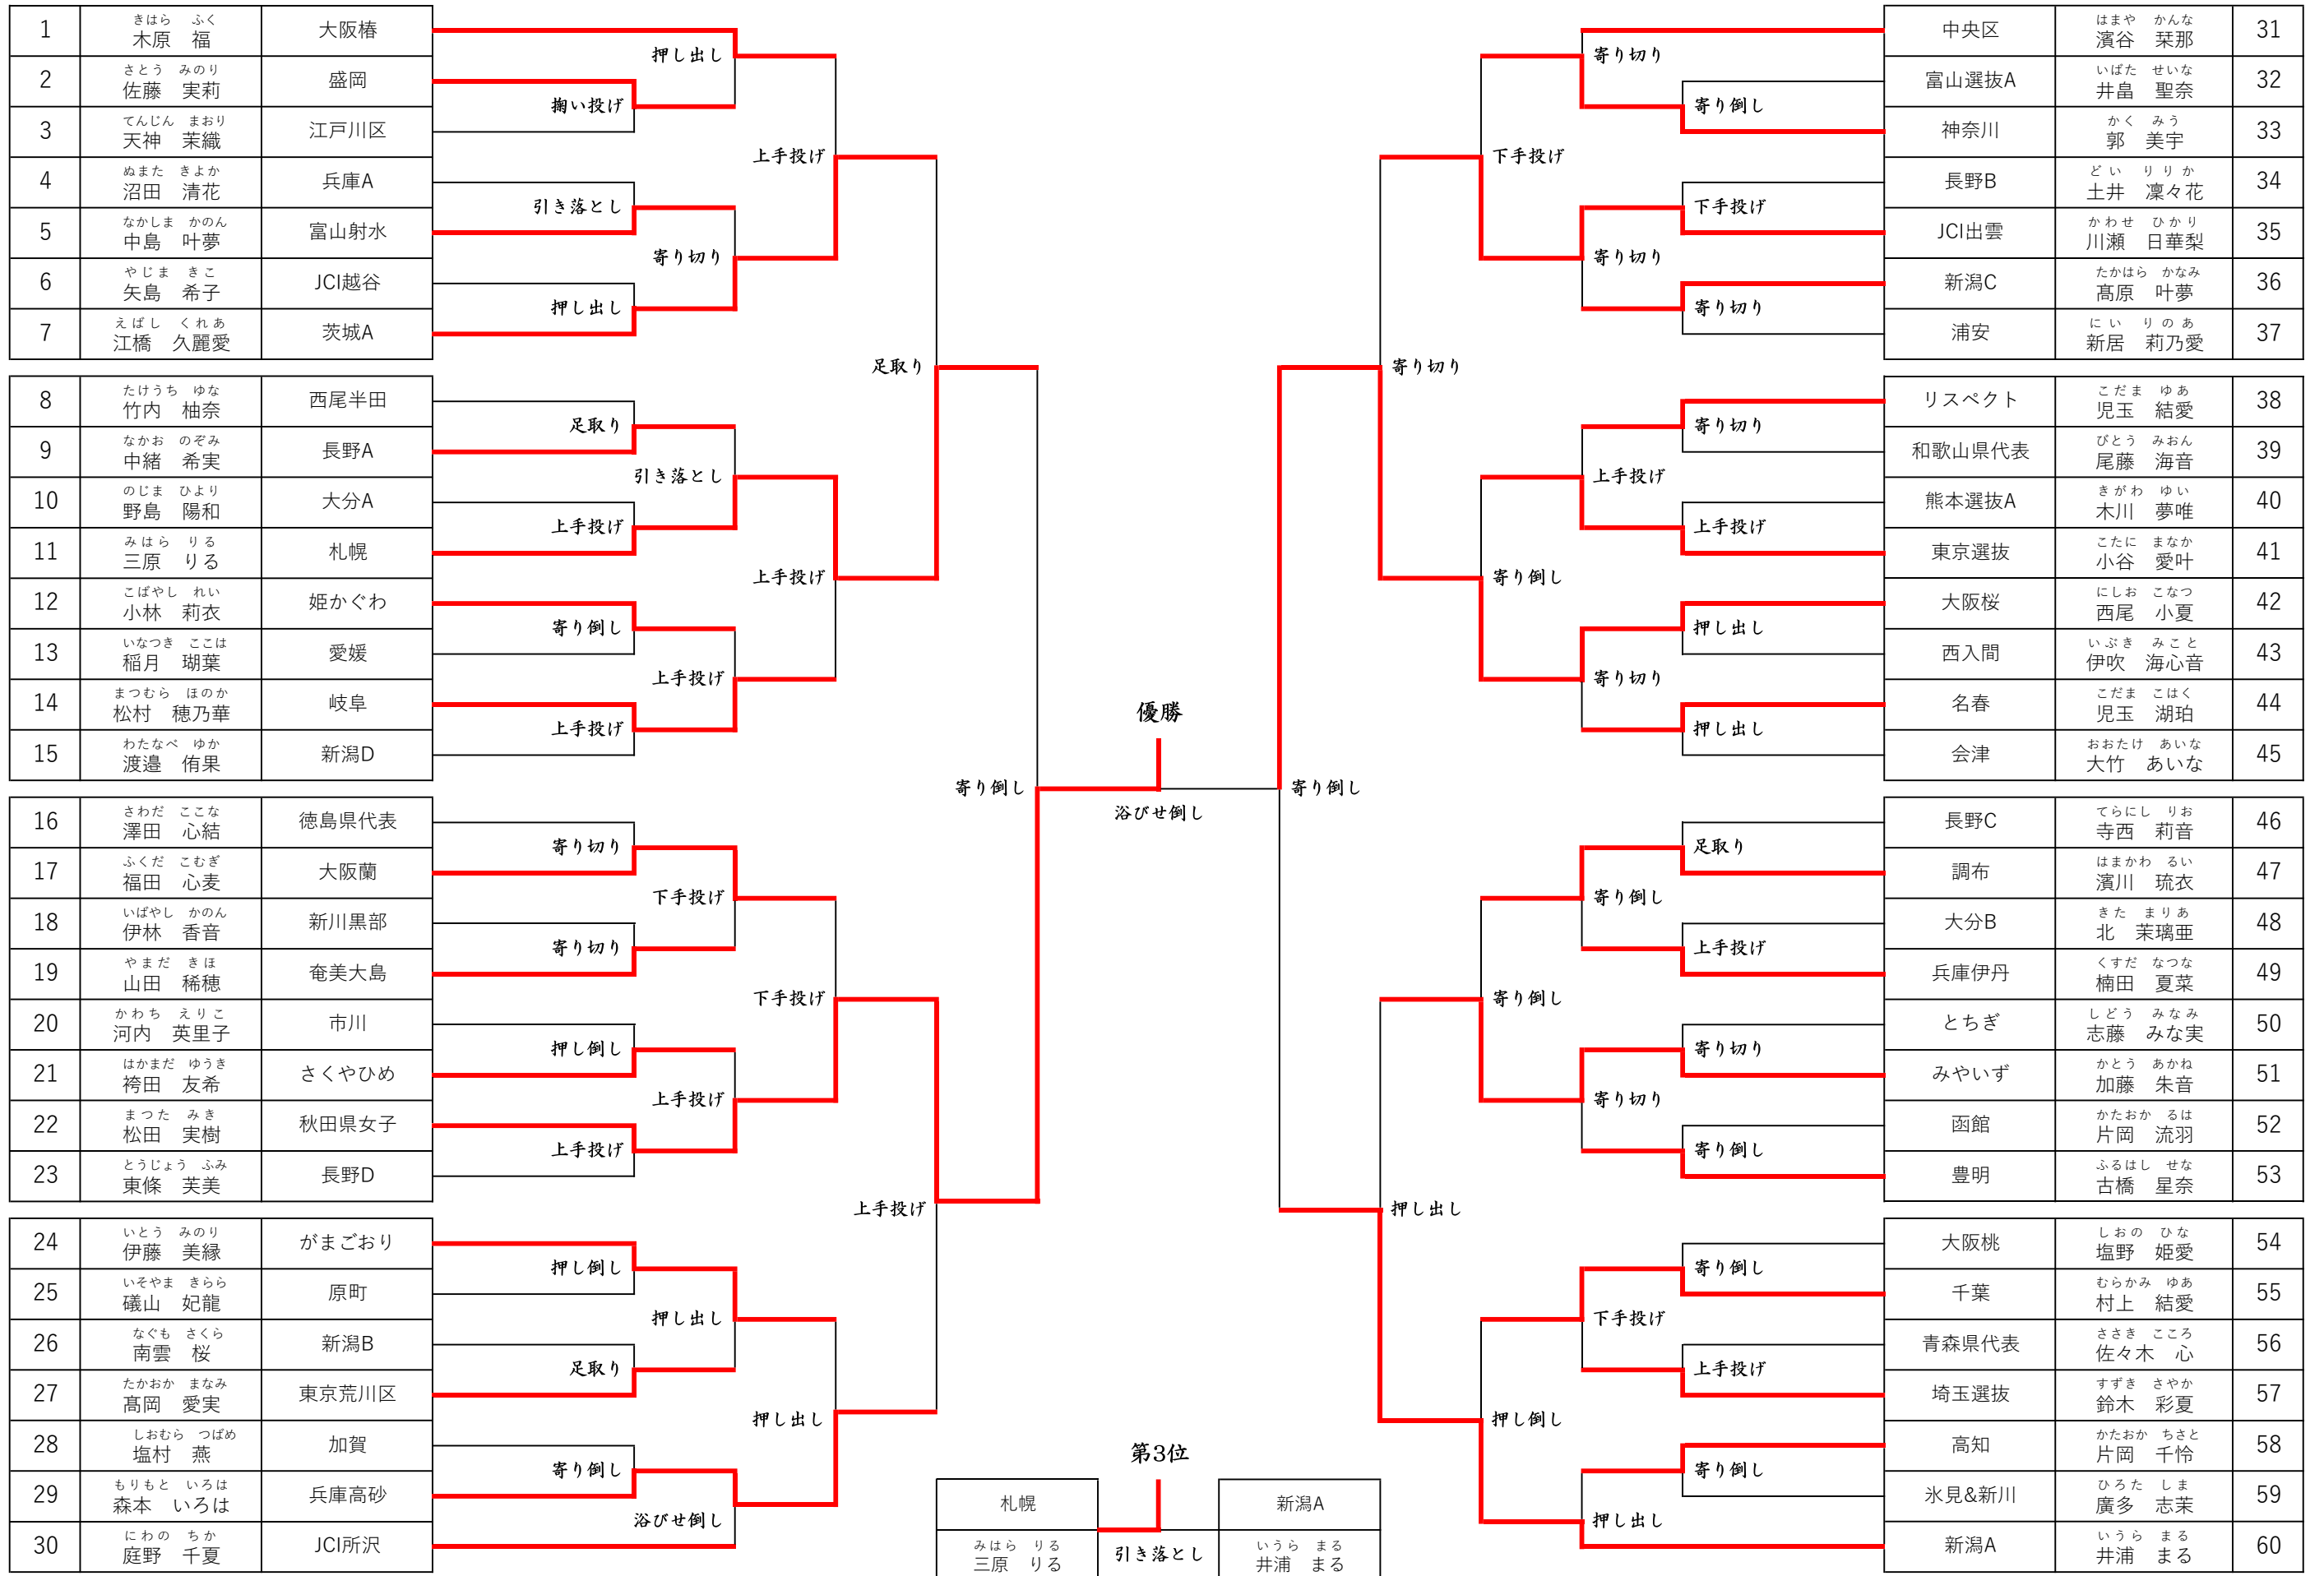 1 きはら ふく 木原 福 大阪椿
2 さとう みのり 佐藤 実莉 盛岡
3 てんじん まおり 天神 茉織 江戸川区
4 ぬまた きよか 沼田 清花 兵庫A
5 なかしま かのん 中島 叶夢 富山射水
6 やじま きこ 矢島 希子 JCI越谷
7 えばし くれあ 江橋 久麗愛 茨城A
8 たけうち ゆな 竹内 柚奈 西尾半田
9 なかお のぞみ 中緒 希実 長野A
10 のじま ひより 野島 陽和 大分A
11 みはら りる 三原 りる 札幌
12 こばやし れい 小林 莉衣 姫かぐわ
13 いなつき ここは 稲月 瑚葉 愛媛
14 まつむら ほのか 松村 穂乃華 岐阜
15 わたなべ ゆか 渡邉 侑果 新潟D
16 さわだ ここな 澤田 心結 徳島県代表
17 ふくだ こむぎ 福田 心麦 大阪蘭
18 いばやし かのん 伊林 香音 新川黒部
19 やまだ きほ 山田 稀穂 奄美大島
20 かわち えりこ 河内 英里子 市川
21 はかまだ ゆうき 袴田 友希 さくやひめ
22 まつた みき 松田 実樹 秋田県女子
23 とうじょう ふみ 東條 芙美 長野D
24 いとう みのり 伊藤 美縁 がまごおり
25 いそやま きらら 礒山 妃龍 原町
26 なぐも さくら 南雲 桜 新潟B
27 たかおか まなみ 髙岡 愛実 東京荒川区
28 しおむら つばめ 塩村 燕 加賀
29 もりもと いろは 森本 いろは 兵庫高砂
30 にわの ちか 庭野 千夏 JCI所沢
押し出し
掬い投げ
上手投げ
引き落とし
寄り切り
押し出し
足取り
足取り
引き落とし
上手投げ
上手投げ
寄り倒し
上手投げ
上手投げ
寄り倒し
寄り切り
下手投げ
寄り切り
下手投げ
押し倒し
上手投げ
上手投げ
上手投げ
押し倒し
押し出し
足取り
押し出し
寄り倒し
浴びせ倒し
優勝
浴びせ倒し
第3位
札幌 新潟A
みはら りる 三原 りる 引き落とし いうら まる 井浦 まる
寄り切り
寄り倒し
下手投げ
下手投げ
寄り切り
寄り切り
寄り切り
寄り切り
上手投げ
上手投げ
寄り倒し
押し出し
寄り切り
押し出し
寄り倒し
足取り
寄り倒し
上手投げ
寄り倒し
寄り切り
寄り切り
寄り倒し
押し出し
寄り倒し
下手投げ
上手投げ
押し倒し
寄り倒し
押し出し
中央区 はまや かんな 濱谷 栞那 31
富山選抜A いばた せいな 井畠 聖奈 32
神奈川 かく みう 郭 美宇 33
長野B どい りりか 土井 凜々花 34
JCI出雲 かわせ ひかり 川瀬 日華梨 35
新潟C たかはら かなみ 髙原 叶夢 36
浦安 にい りのあ 新居 莉乃愛 37
リスペクト こだま ゆあ 児玉 結愛 38
和歌山県代表 びとう みおん 尾藤 海音 39
熊本選抜A きがわ ゆい 木川 夢唯 40
東京選抜 こたに まなか 小谷 愛叶 41
大阪桜 にしお こなつ 西尾 小夏 42
西入間 いぶき みこと 伊吹 海心音 43
名春 こだま こはく 児玉 湖珀 44
会津 おおたけ あいな 大竹 あいな 45
長野C てらにし りお 寺西 莉音 46
調布 はまかわ るい 濱川 琉衣 47
大分B きた まりあ 北 茉璃亜 48
兵庫伊丹 くすだ なつな 楠田 夏菜 49
とちぎ しどう みなみ 志藤 みな実 50
みやいず かとう あかね 加藤 朱音 51
函館 かたおか るは 片岡 流羽 52
豊明 ふるはし せな 古橋 星奈 53
大阪桃 しおの ひな 塩野 姫愛 54
千葉 むらかみ ゆあ 村上 結愛 55
青森県代表 ささき こころ 佐々木 心 56
埼玉選抜 すずき さやか 鈴木 彩夏 57
高知 かたおか ちさと 片岡 千怜 58
氷見&新川 ひろた しま 廣多 志茉 59
新潟A いうら まる 井浦 まる 60